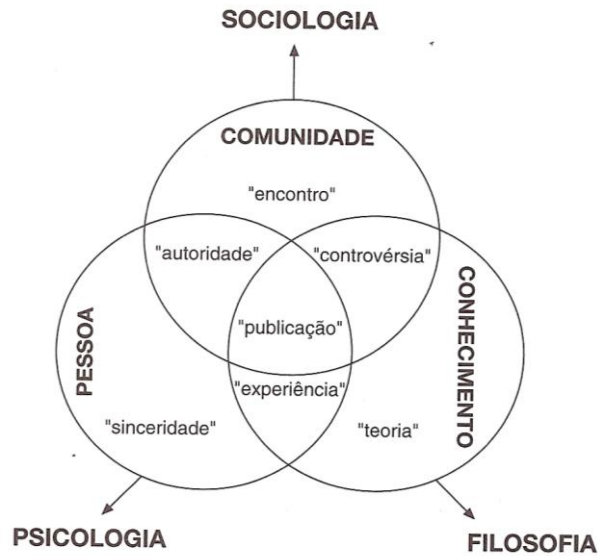 SOCIOLOGIA
COMUNIDADE
"encontro"
"autoridade"
"controvérsia"
PESSOA
CONHECIMENTO
"publicação"
"experiência"
"sinceridade"
"teoria"
PSICOLOGIA
FILOSOFIA